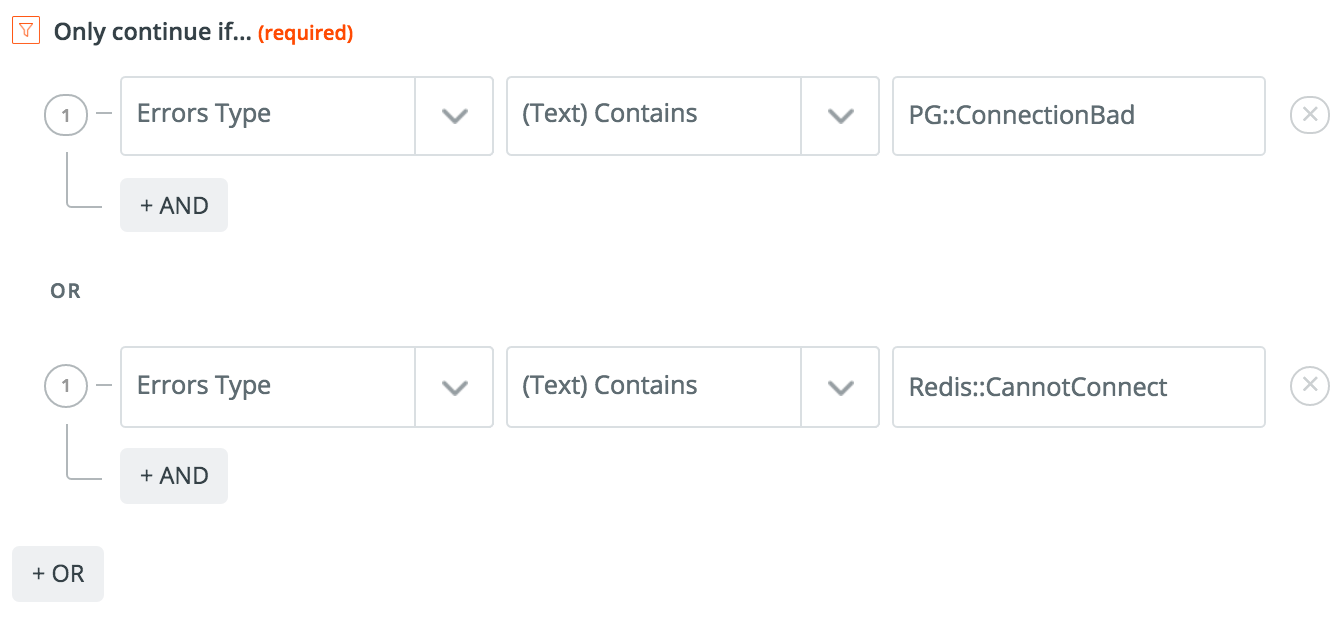 Only continue if... (required)
1 Errors Type (Text) Contains PG::ConnectionBad
+ AND
OR
1 Errors Type (Text) Contains Redis::CannotConnect
+ AND
+ OR